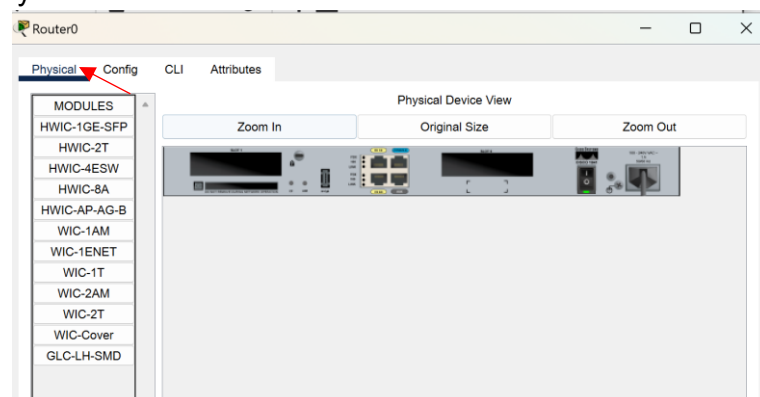 Router0
Physical Config CLI Attributes
MODULES
HWIC-1GE-SFP
HWIC-2T
HWIC-4ESW
HWIC-8A
HWIC-AP-AG-B
WIC-1AM
WIC-1ENET
WIC-1T
WIC-2AM
WIC-2T
WIC-Cover
GLC-LH-SMD
Physical Device View
Zoom In Original Size Zoom Out